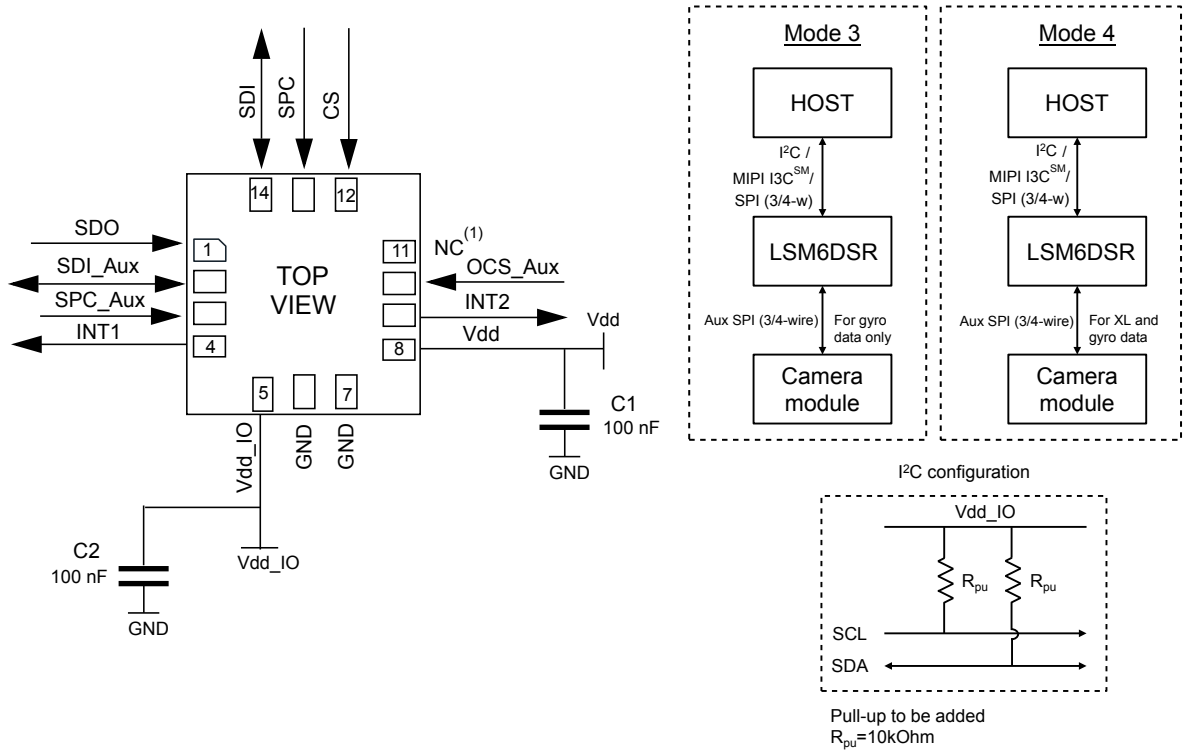 SDI
SPC
CS
14
12
SDO
SDI_Aux
SPC_Aux
INT1
1
4
TOP
VIEW
11
8
NC(1)
OCS_Aux
INT2
Vdd
Vdd
5
7
Vdd_IO
GND
GND
C1
100 nF
GND
C2
100 nF
GND
Vdd_IO
Mode 3
HOST
I²C /
MIPI I3CSM/
SPI (3/4-w)
LSM6DSR
Aux SPI (3/4-wire)
For gyro
data only
Camera
module
Mode 4
HOST
I²C /
MIPI I3CSM/
SPI (3/4-w)
LSM6DSR
Aux SPI (3/4-wire)
For XL and
gyro data
Camera
module
I²C configuration
Vdd_IO
Rpu
Rpu
SCL
SDA
Pull-up to be added
Rpu=10kOhm